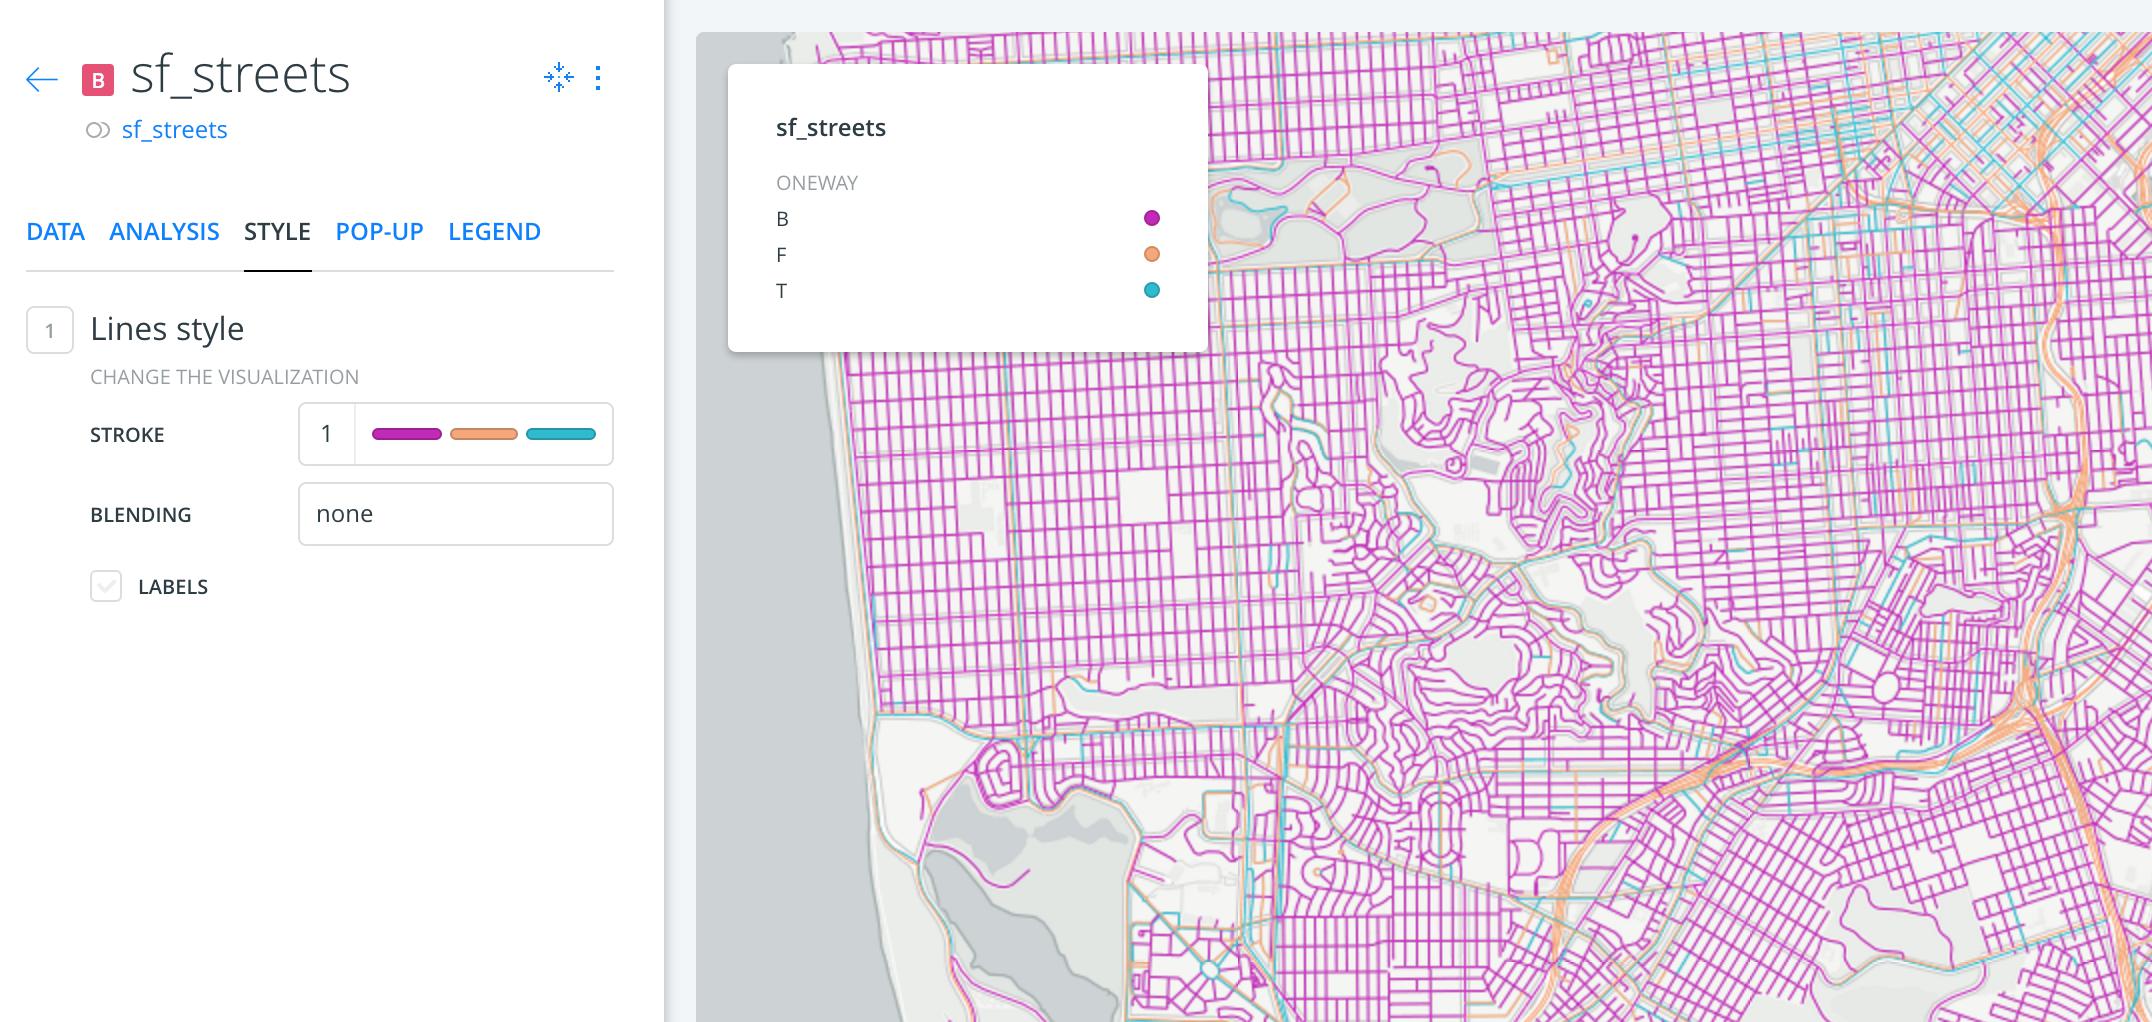 B sf_streets
sf_streets
DATA ANALYSIS STYLE POP-UP LEGEND
1 Lines style
CHANGE THE VISUALIZATION
STROKE 1
BLENDING none
LABELS
sf_streets
ONEWAY
B
F
T